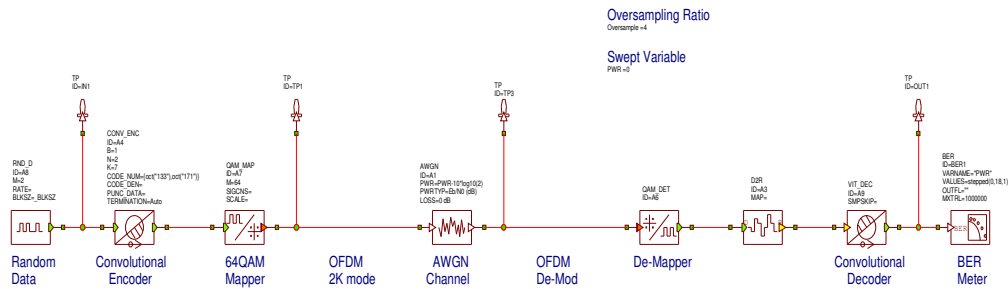 Oversampling Ratio
Oversample =4
Swept Variable
PWR =0
TP
ID=IN1
TP
ID=TP1
TP
ID=TP3
TP
ID=OUT1
RND_D
ID=A8
M=2
RATE=
BLKSZ=_BLKSZ
CONV_ENC
ID=A4
B=1
N=2
K=7
CODE_NUM={oct("133"),oct("171")}
CODE_DEN=
PUNC_DATA=
TERMINATION=Auto
QAM_MAP
ID=A7
M=64
SIGCNS=
SCALE=
AWGN
ID=A1
PWR=PWR-10*log10(2)
PWRTYP=Eb/N0 (dB)
LOSS=0 dB
QAM_DET
ID=A6
D2R
ID=A3
MAP=
VIT_DEC
ID=A9
SMPSKIP=
BER
ID=BER1
VARNAME="PWR"
VALUES=stepped(0,18,1)
OUTFL=""
MXTRL=1000000
BER
Random
Data
Convolutional
Encoder
64QAM
Mapper
OFDM
2K mode
AWGN
Channel
OFDM
De-Mod
De-Mapper
Convolutional
Decoder
BER
Meter